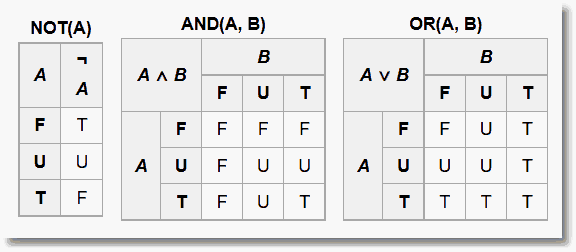 NOT(A)
A ¬ A
F T
U U
T F
AND(A, B)
A ∧ B B
F U T
A F F F F
U F U U
T F U T
OR(A, B)
A ∨ B B
F U T
A F F U T
U U U T
T T T T